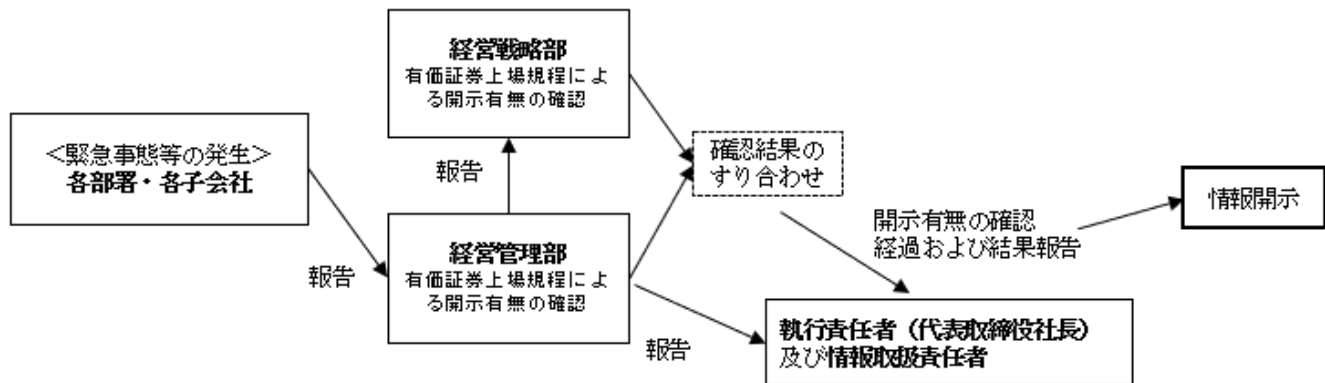 経営戦略部
有価証券上場規程によ
る開示有無の確認
＜緊急事態等の発生＞
各部署・各子会社
報告
確認結果の
すり合わせ
情報開示
開示有無の確認
経過および結果報告
経営管理部
有価証券上場規程によ
る開示有無の確認
報告
報告
執行責任者（代表取締役社長）
及び情報取扱責任者